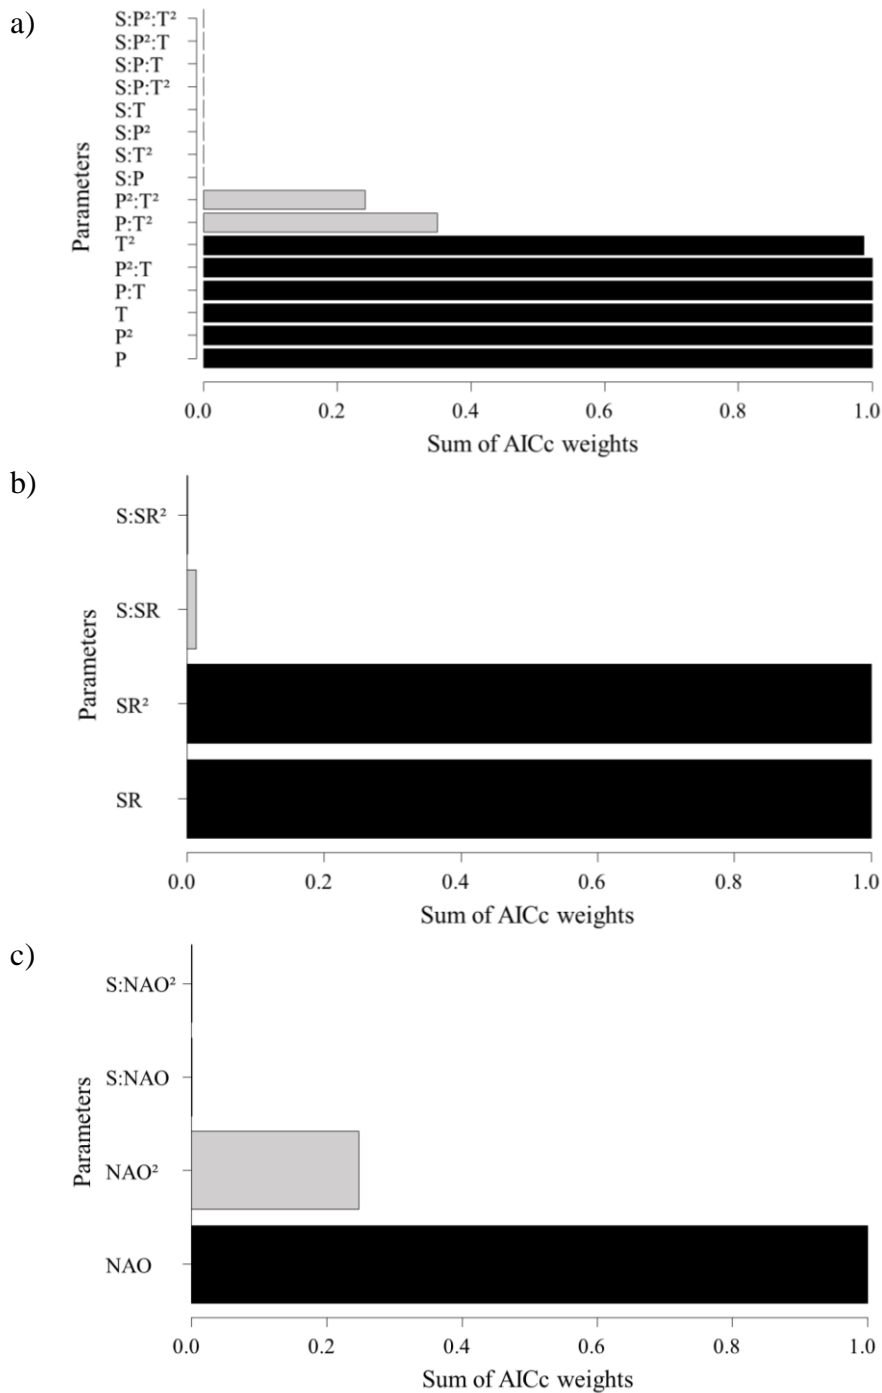 a)
Parameters
S:P²:T²
S:P²:T
S:P:T
S:P:T²
S:T
S:P²
S:T²
S:P
P²:T²
P:T²
T²
P²:T
P:T
T
P²
P
0.0 0.2 0.4 0.6 0.8 1.0
Sum of AICc weights
b)
Parameters
S:SR²
S:SR
SR²
SR
0.0 0.2 0.4 0.6 0.8 1.0
Sum of AICc weights
c)
Parameters
S:NAO²
S:NAO
NAO²
NAO
0.0 0.2 0.4 0.6 0.8 1.0
Sum of AICc weights